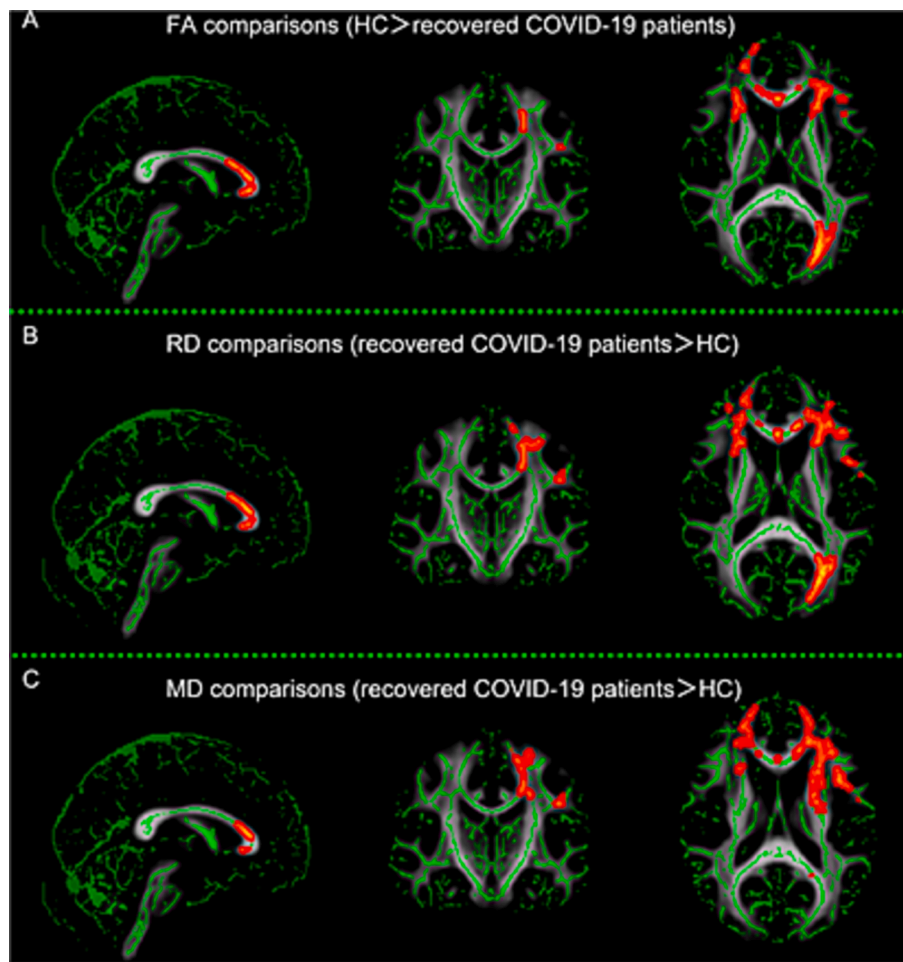 A
FA comparisons (HC>recovered COVID-19 patients)
B
RD comparisons (recovered COVID-19 patients>HC)
C
MD comparisons (recovered COVID-19 patients>HC)